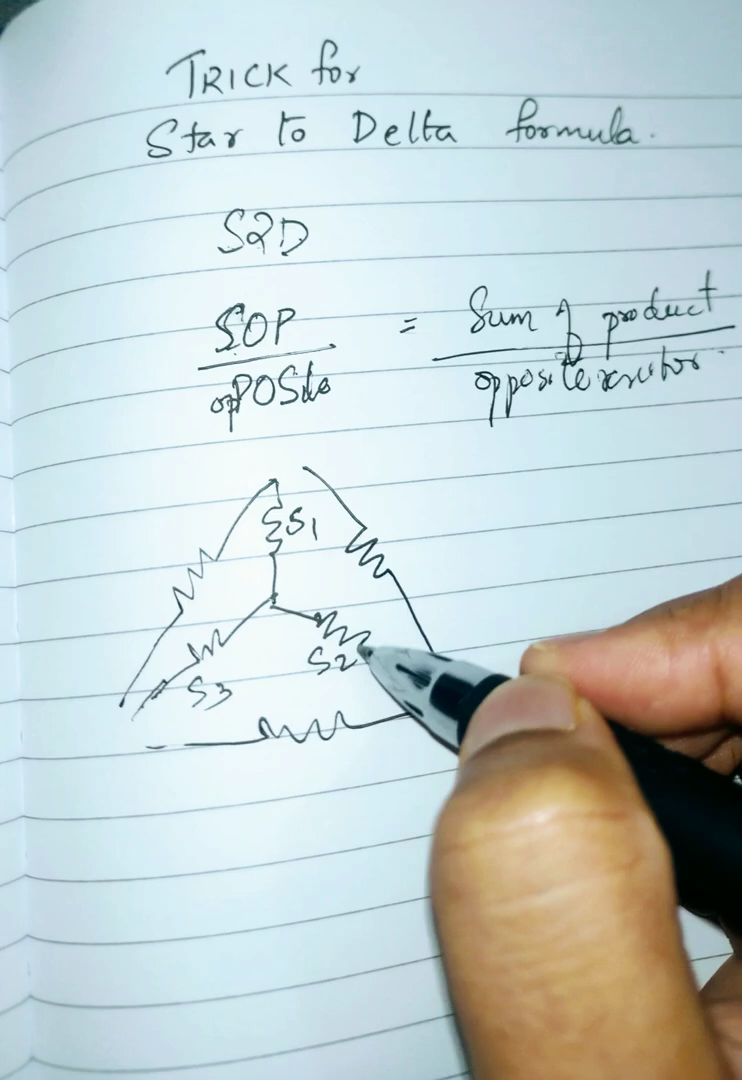 TRICK for
Star to Delta formula.
S2D
SOP = Sum of product
opPOSite opposite resistor.
S1
S2
S3